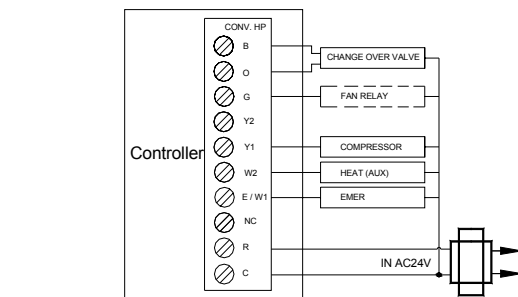 CONV. HP
B
CHANGE OVER VALVE
O
G
FAN RELAY
Y2
Controller
Y1
COMPRESSOR
W2
HEAT (AUX)
E / W1
EMER
NC
R
IN AC24V
C